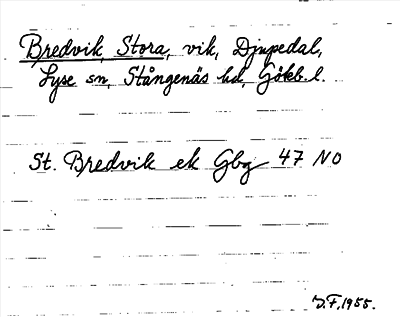 Bredvik, Stora, vik, Djupedal,
Lyse sn, Stångenäs hd, Gökb. l.
St. Bredvik ek Gbg 47 NO
J.F. 1955.